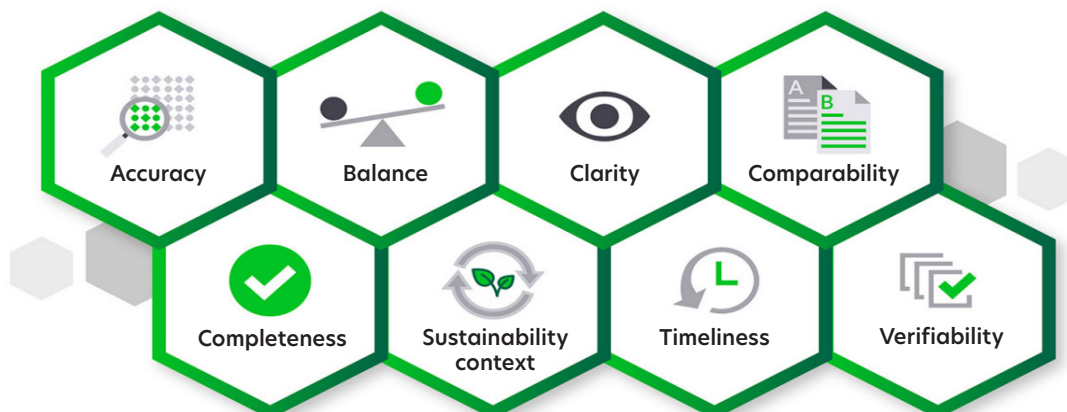 A
B
Accuracy
Balance
Clarity
Comparability
Completeness
Sustainability
context
Timeliness
Verifiability